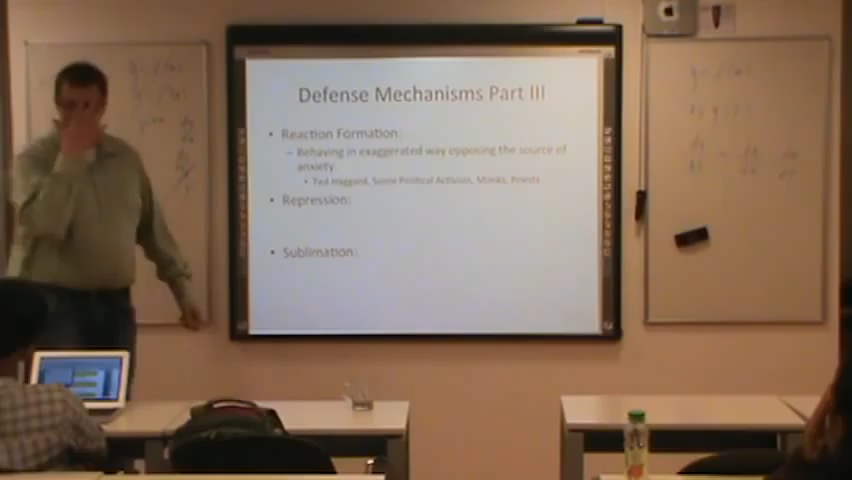 Defense Mechanisms Part III
• Reaction Formation:
– Behaving in exaggerated way opposing the source of
anxiety
• Ted Haggard, Some Political Activists, Monks, Priests
• Repression:
• Sublimation: